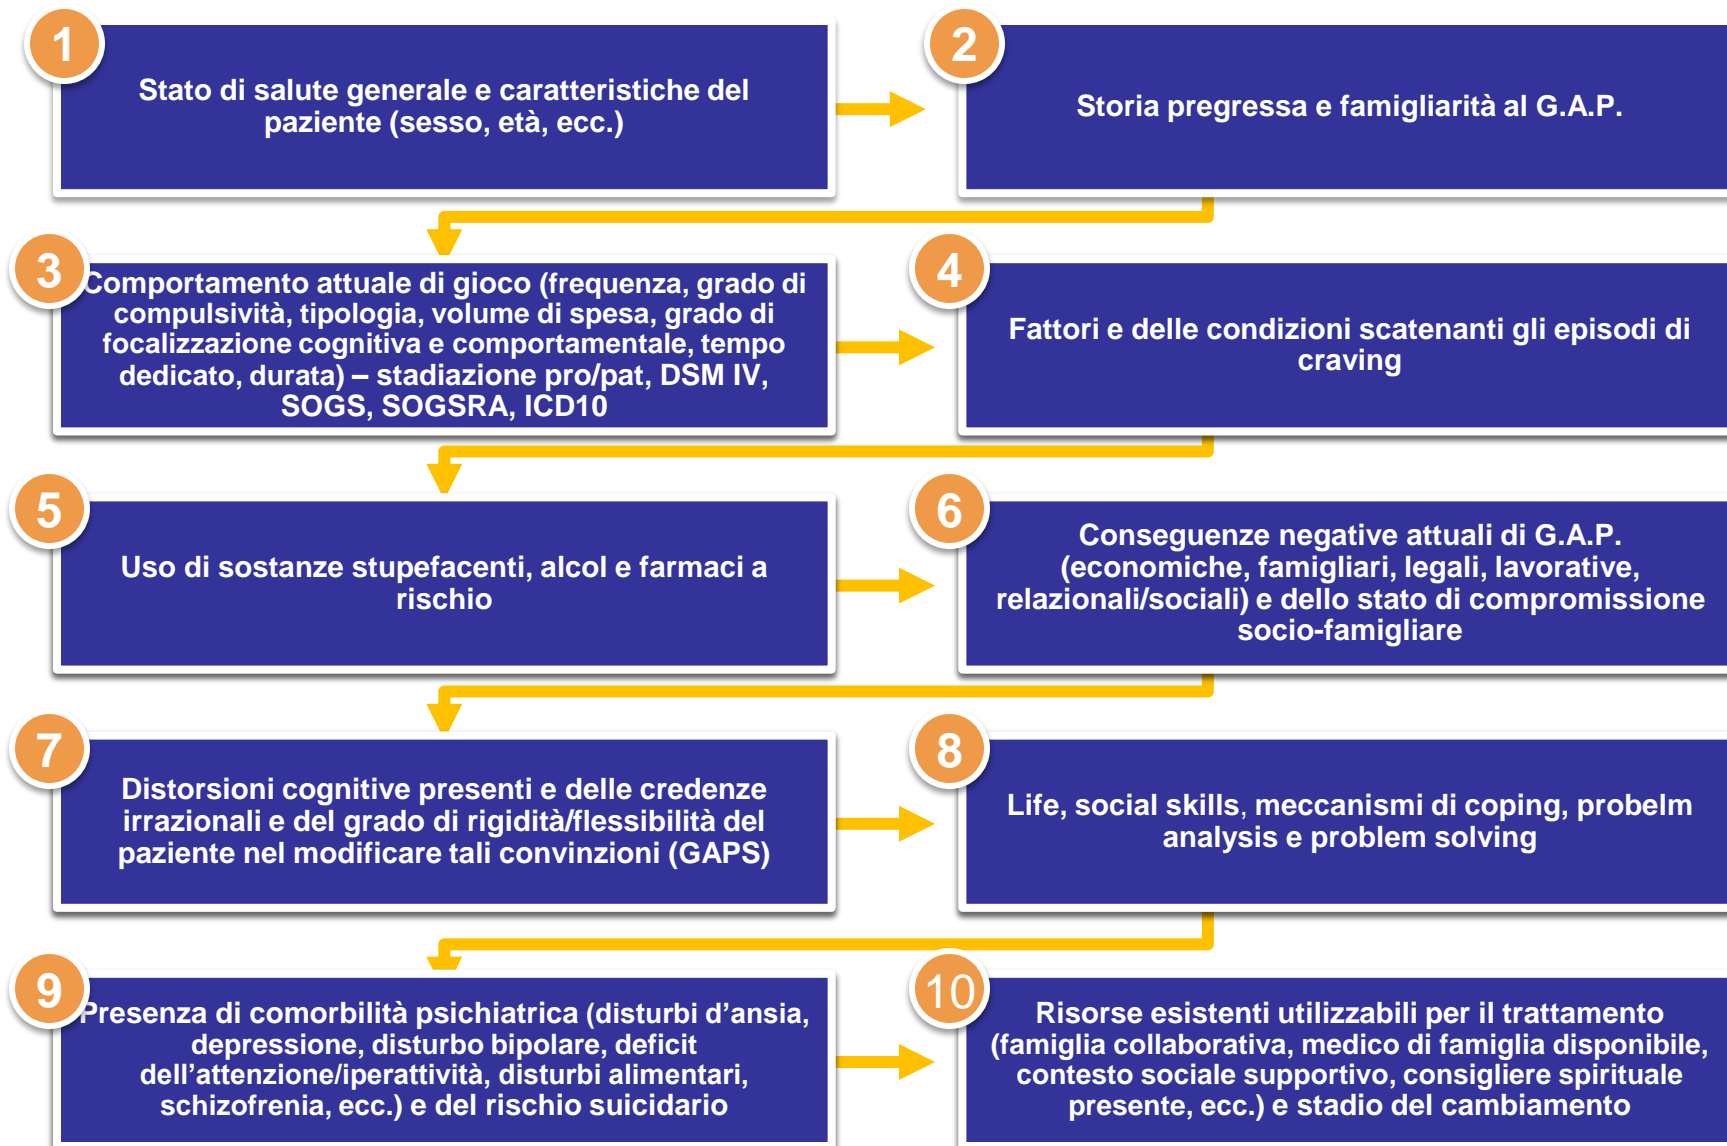 1
Stato di salute generale e caratteristiche del
paziente (sesso, età, ecc.)
2
Storia pregressa e famigliarità al G.A.P.
3
Comportamento attuale di gioco (frequenza, grado di
compulsività, tipologia, volume di spesa, grado di
focalizzazione cognitiva e comportamentale, tempo
dedicato, durata) – stadiazione pro/pat, DSM IV,
SOGS, SOGSRA, ICD10
4
Fattori e delle condizioni scatenanti gli episodi di
craving
5
Uso di sostanze stupefacenti, alcol e farmaci a
rischio
6
Conseguenze negative attuali di G.A.P.
(economiche, famigliari, legali, lavorative,
relazionali/sociali) e dello stato di compromissione
socio-famigliare
7
Distorsioni cognitive presenti e delle credenze
irrazionali e del grado di rigidità/flessibilità del
paziente nel modificare tali convinzioni (GAPS)
8
Life, social skills, meccanismi di coping, probelm
analysis e problem solving
9
Presenza di comorbilità psichiatrica (disturbi d’ansia,
depressione, disturbo bipolare, deficit
dell’attenzione/iperattività, disturbi alimentari,
schizofrenia, ecc.) e del rischio suicidario
10
Risorse esistenti utilizzabili per il trattamento
(famiglia collaborativa, medico di famiglia disponibile,
contesto sociale supportivo, consigliere spirituale
presente, ecc.) e stadio del cambiamento